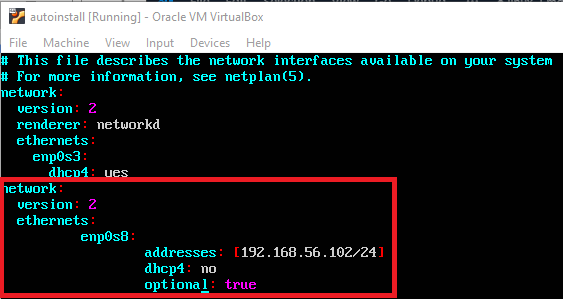 autoinstall [Running] - Oracle VM VirtualBox
File Machine View Input Devices Help
# This file describes the network interfaces available on your system
# For more information, see netplan(5).
network:
  version: 2
  renderer: networkd
  ethernets:
    enp0s3:
      dhcp4: yes
network:
  version: 2
  ethernets:
          enp0s8:
                  addresses: [192.168.56.102/24]
                  dhcp4: no
                  optional: true